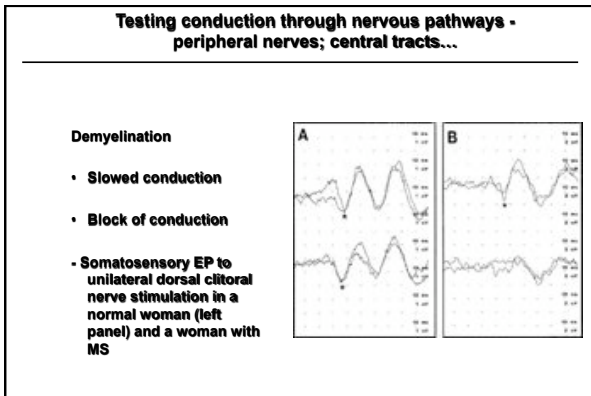 Testing conduction through nervous pathways -
peripheral nerves; central tracts...
Demyelination
• Slowed conduction
• Block of conduction
- Somatosensory EP to
unilateral dorsal clitoral
nerve stimulation in a
normal woman (left
panel) and a woman with
MS
A
B